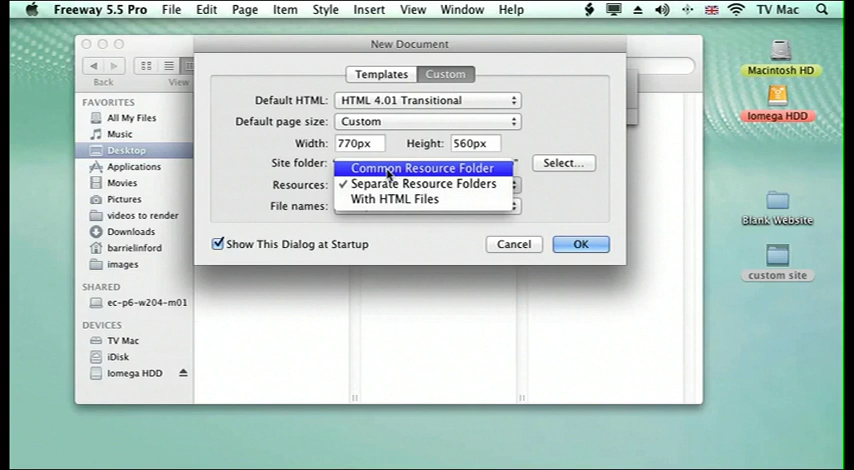 Freeway 5.5 Pro File Edit Page Item Style Insert View Window Help TV Mac
New Document
Back View
Templates Custom
Default HTML: HTML 4.01 Transitional
Default page size: Custom
Width: 770px Height: 560px
Site folder: Select...
Common Resource Folder
Resources: ✓ Separate Resource Folders
With HTML Files
File names:
Show This Dialog at Startup Cancel OK
FAVORITES
All My Files
Music
Desktop
Applications
Movies
Pictures
videos to render
Downloads
barrielinford
images
SHARED
ec-p6-w204-m01
DEVICES
TV Mac
iDisk
Iomega HDD
Macintosh HD
Iomega HDD
Blank Website
custom site